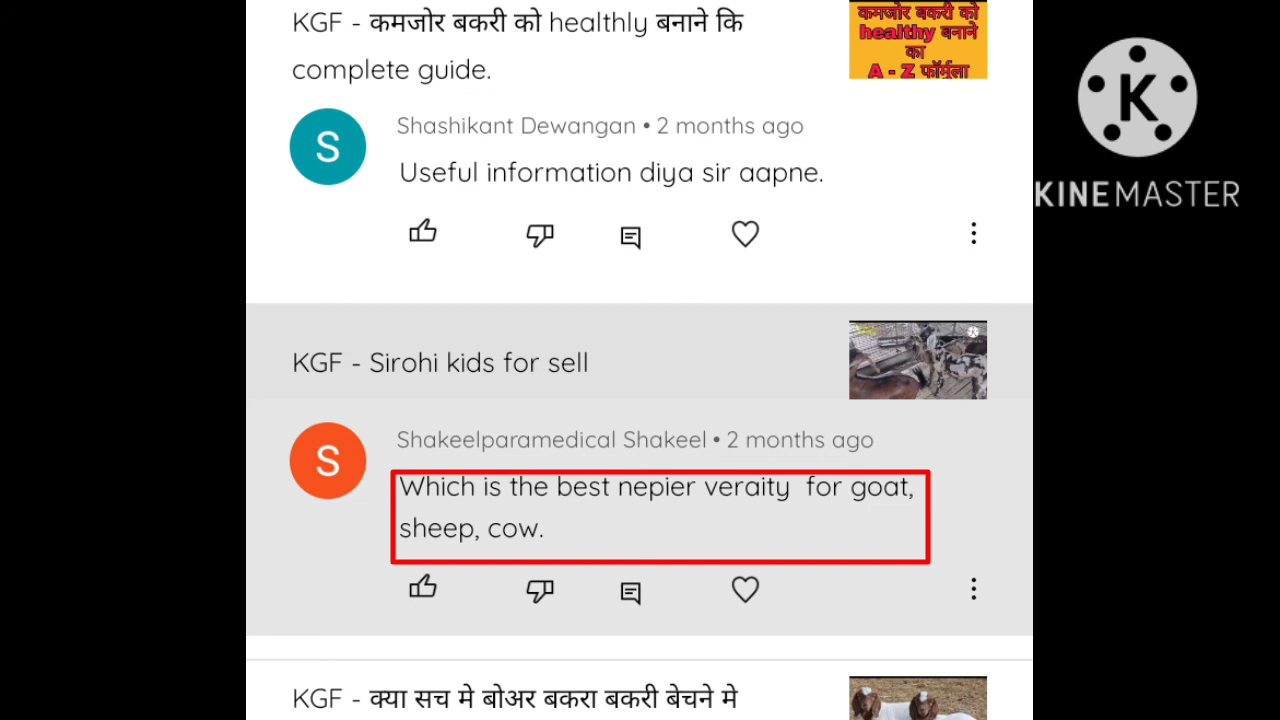 KGF - कमजोर बकरी को healthly बनाने कि
complete guide.
कमजोर बकरी को
healthy बनाने
का
A - Z फॉर्मुला
K
KINEMASTER
S
Shashikant Dewangan • 2 months ago
Useful information diya sir aapne.
KGF - Sirohi kids for sell
S
Shakeelparamedical Shakeel • 2 months ago
Which is the best nepier veraity for goat,
sheep, cow.
KGF - क्या सच मे बोअर बकरा बकरी बेचने मे